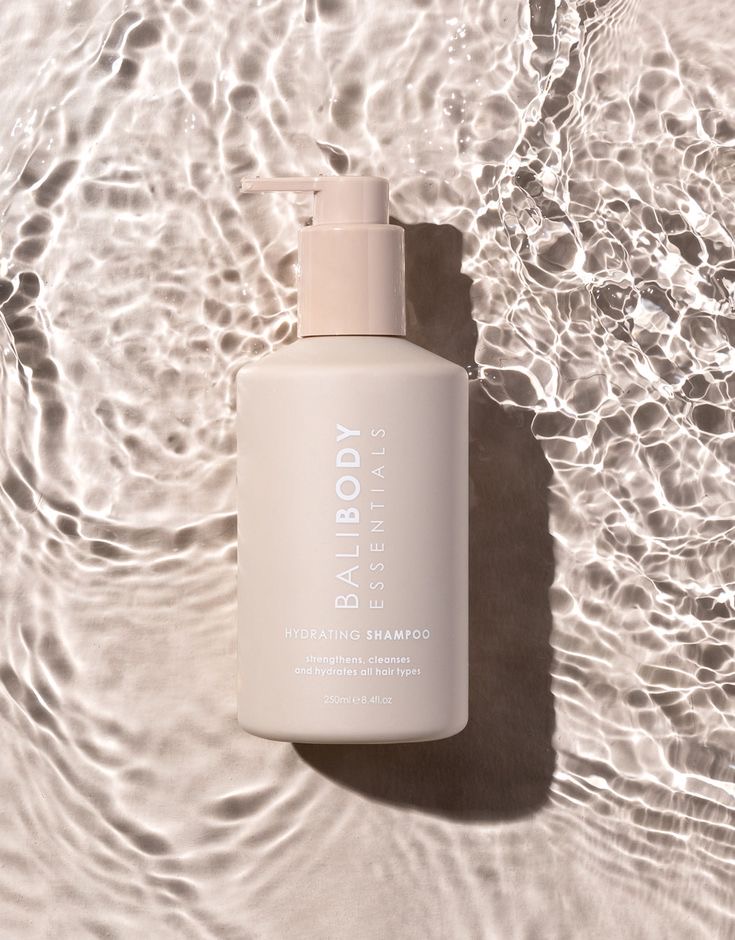 BALIBODY
ESSENTIALS
HYDRATING SHAMPOO
strengthens, cleanses
and hydrates all hair types
250ml ℮ 8.4fl.oz